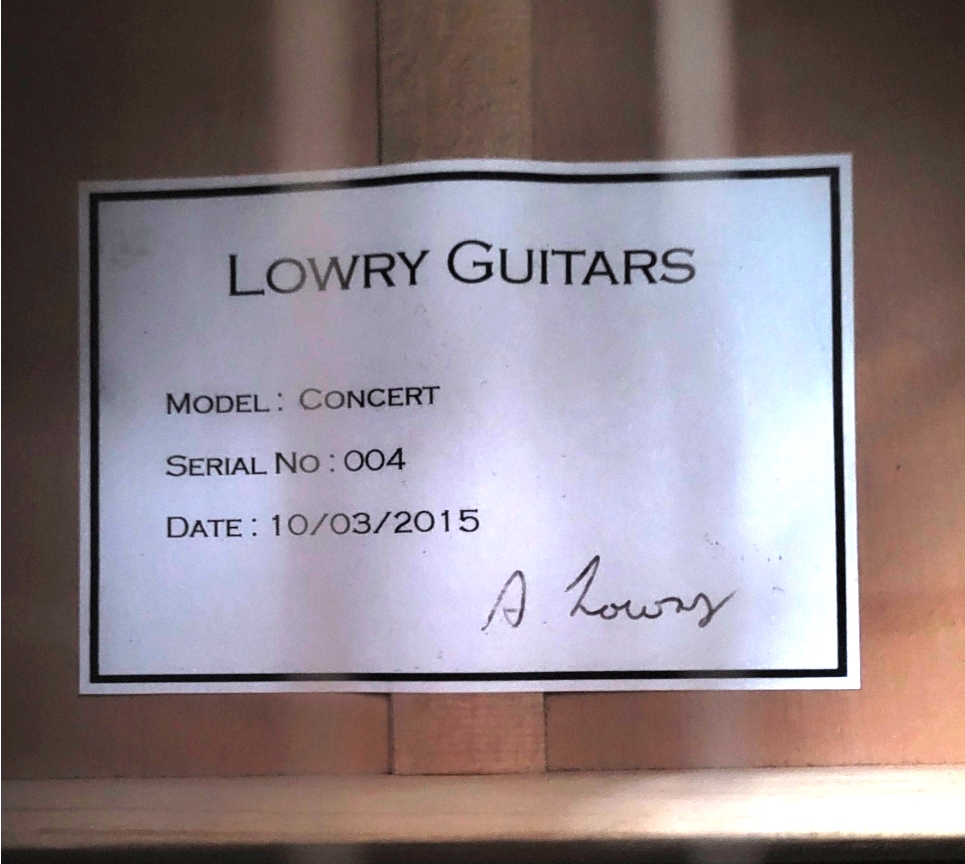 LOWRY GUITARS
MODEL: CONCERT
SERIAL NO: 004
DATE: 10/03/2015
A. Lowry